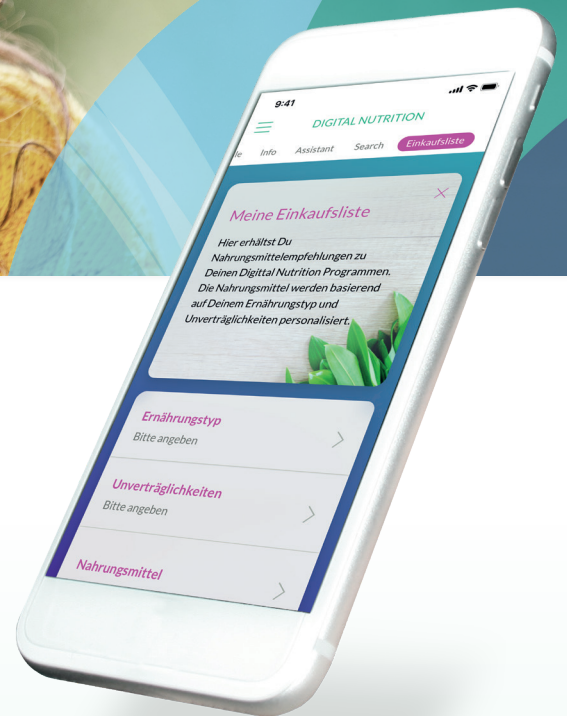 9:41
DIGITAL NUTRITION
le Info Assistant Search Einkaufsliste
Meine Einkaufsliste
Hier erhältst Du
Nahrungsmittelempfehlungen zu
Deinen Digittal Nutrition Programmen.
Die Nahrungsmittel werden basierend
auf Deinem Ernährungstyp und
Unverträglichkeiten personalisiert.
Ernährungstyp
Bitte angeben
Unverträglichkeiten
Bitte angeben
Nahrungsmittel